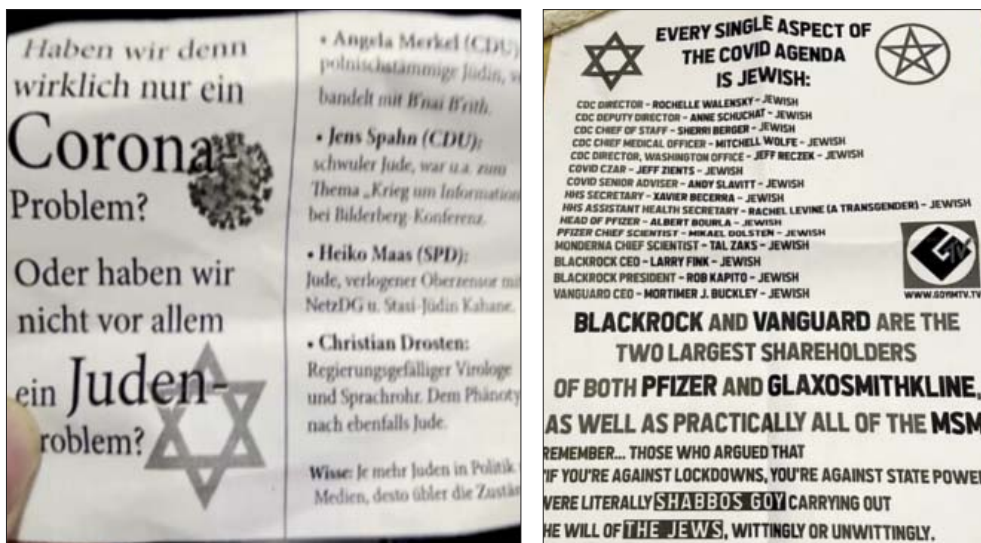 Haben wir denn
wirklich nur ein
Corona-
Problem?
Oder haben wir
nicht vor allem
ein Juden-
roblem?
• Angela Merkel (CDU)
polnischstämmige Jüdin,
bandelt mit B'nai B'rith.
• Jens Spahn (CDU):
schwuler Jude, war u.a. zum
Thema „Krieg um Information
bei Bilderberg-Konferenz.
• Heiko Maas (SPD):
Jude, verlogener Oberzensor mi
NetzDG u. Stasi-Jüdin Kahane.
• Christian Drosten:
Regierungsgefälliger Virologe
und Sprachrohr. Dem Phänoty
nach ebenfalls Jude.
Wisse: Je mehr Juden in Politik
Medien, desto übler die Zustän
EVERY SINGLE ASPECT OF
THE COVID AGENDA
IS JEWISH:
CDC DIRECTOR – ROCHELLE WALENSKY – JEWISH
CDC DEPUTY DIRECTOR – ANNE SCHUCHAT – JEWISH
CDC CHIEF OF STAFF – SHERRI BERGER – JEWISH
CDC CHIEF MEDICAL OFFICER – MITCHELL WOLFE – JEWISH
CDC DIRECTOR, WASHINGTON OFFICE – JEFF RECZEK – JEWISH
COVID CZAR – JEFF ZIENTS – JEWISH
COVID SENIOR ADVISER – ANDY SLAVITT – JEWISH
HHS SECRETARY – XAVIER BECERRA – JEWISH
HHS ASSISTANT HEALTH SECRETARY – RACHEL LEVINE (A TRANSGENDER) – JEWISH
HEAD OF PFIZER – ALBERT BOURLA – JEWISH
PFIZER CHIEF SCIENTIST – MIKAEL DOLSTEN – JEWISH
MONDERNA CHIEF SCIENTIST – TAL ZAKS – JEWISH
BLACKROCK CEO – LARRY FINK – JEWISH
BLACKROCK PRESIDENT – ROB KAPITO – JEWISH
VANGUARD CEO – MORTIMER J. BUCKLEY – JEWISH
TV
WWW.GOYIMTV.TV
BLACKROCK AND VANGUARD ARE THE
TWO LARGEST SHAREHOLDERS
OF BOTH PFIZER AND GLAXOSMITHKLINE,
AS WELL AS PRACTICALLY ALL OF THE MSM
REMEMBER... THOSE WHO ARGUED THAT
"IF YOU'RE AGAINST LOCKDOWNS, YOU'RE AGAINST STATE POWE
WERE LITERALLY SHABBOS GOY CARRYING OUT
HE WILL OF THE JEWS, WITTINGLY OR UNWITTINGLY.